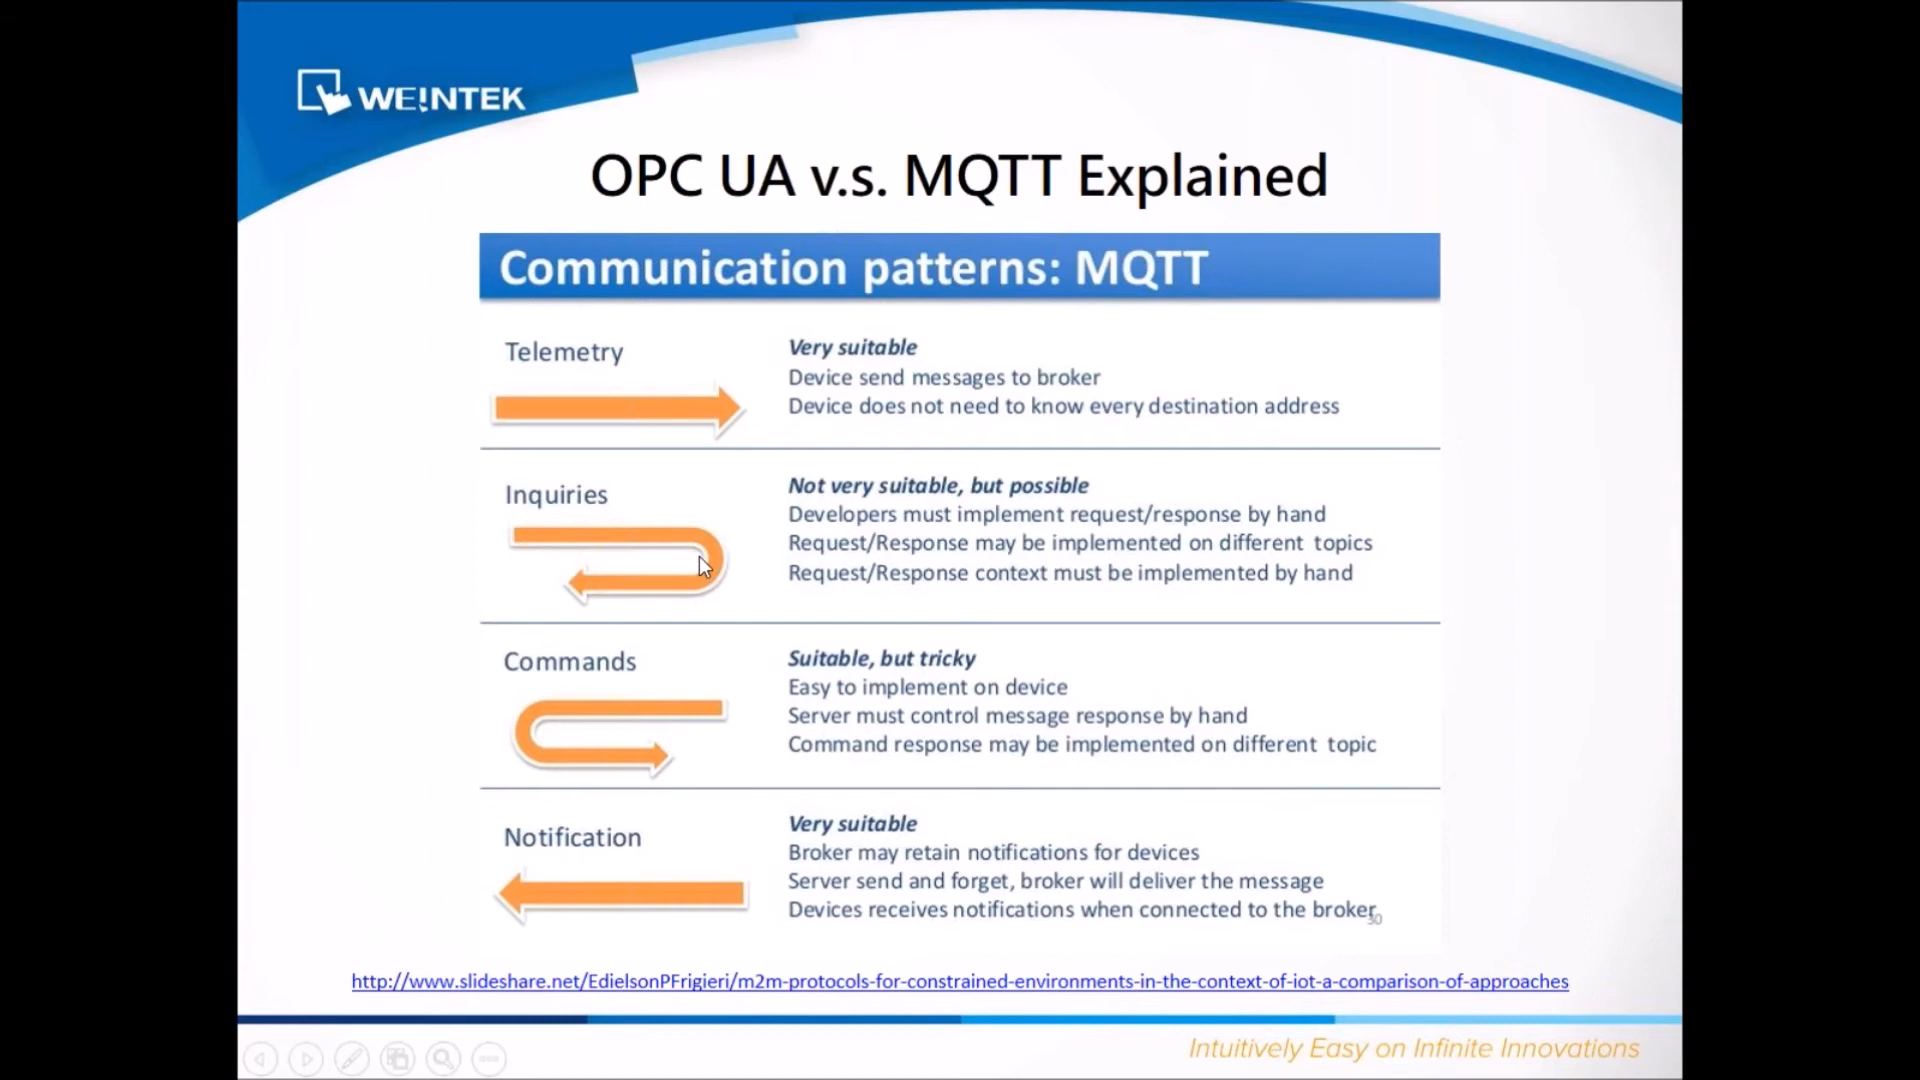 WEINTEK
OPC UA v.s. MQTT Explained
Communication patterns: MQTT
Telemetry
Very suitable
Device send messages to broker
Device does not need to know every destination address
Inquiries
Not very suitable, but possible
Developers must implement request/response by hand
Request/Response may be implemented on different topics
Request/Response context must be implemented by hand
Commands
Suitable, but tricky
Easy to implement on device
Server must control message response by hand
Command response may be implemented on different topic
Notification
Very suitable
Broker may retain notifications for devices
Server send and forget, broker will deliver the message
Devices receives notifications when connected to the broker
30
http://www.slideshare.net/EdielsonPFrigieri/m2m-protocols-for-constrained-environments-in-the-context-of-iot-a-comparison-of-approaches
Intuitively Easy on Infinite Innovations